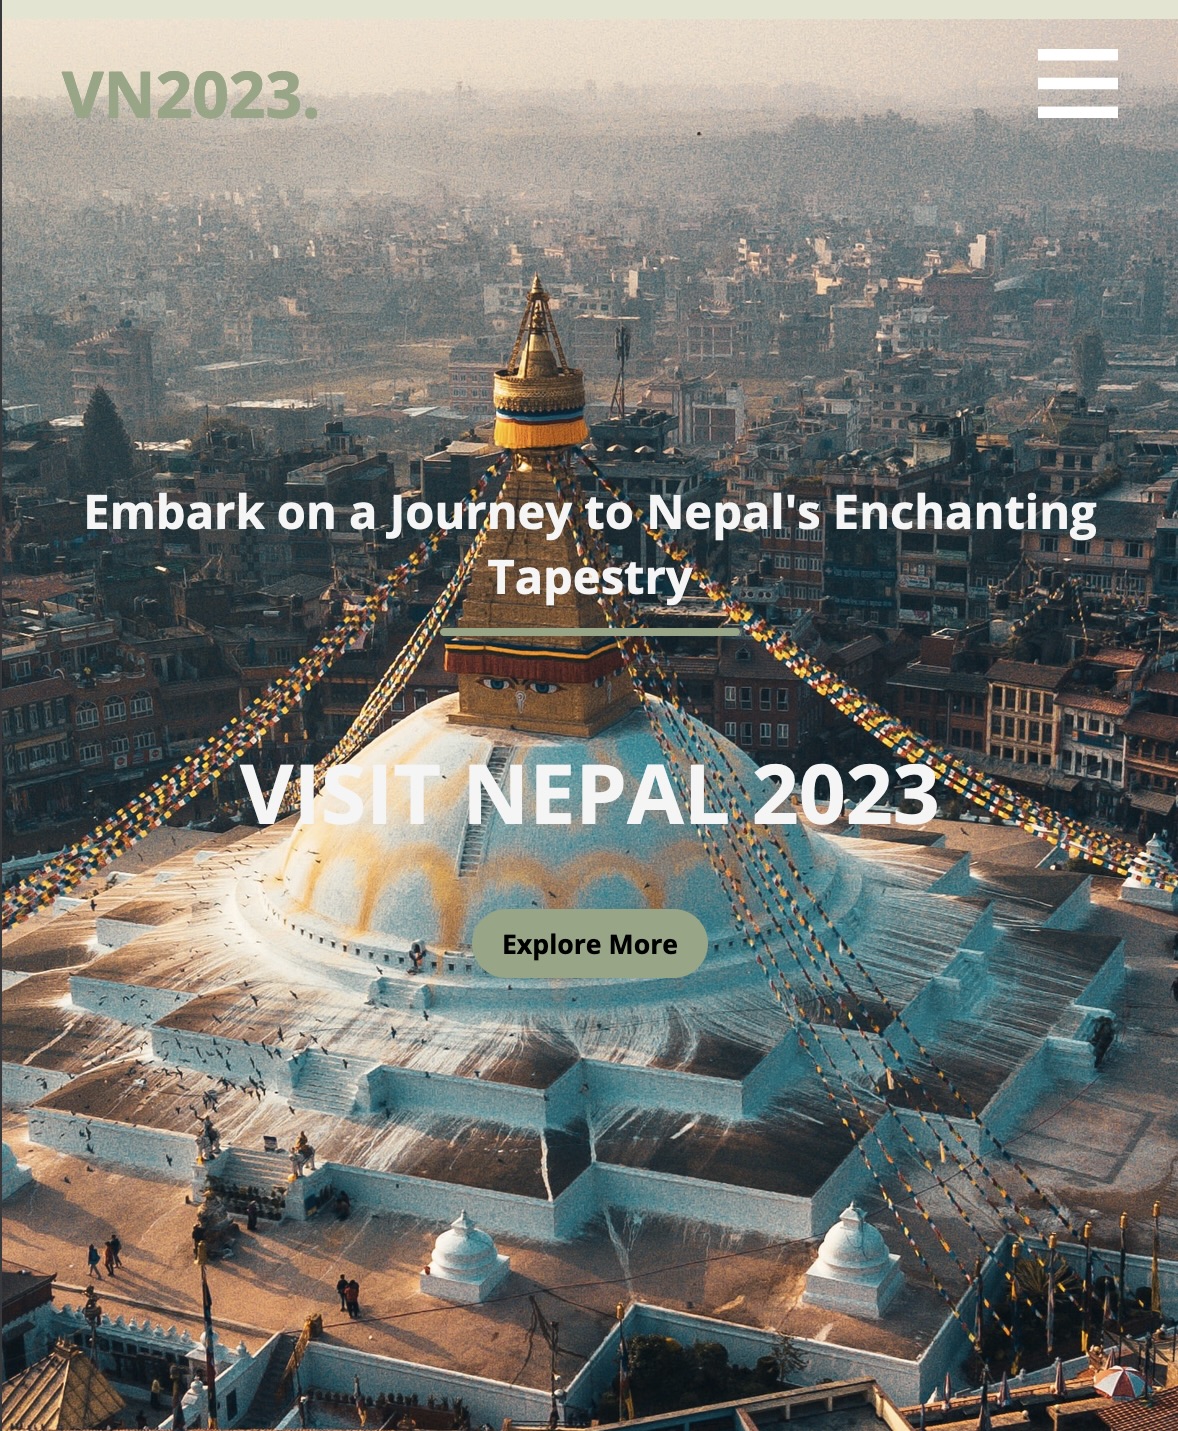 VN2023.
Embark on a Journey to Nepal's Enchanting
Tapestry
VISIT NEPAL 2023
Explore More